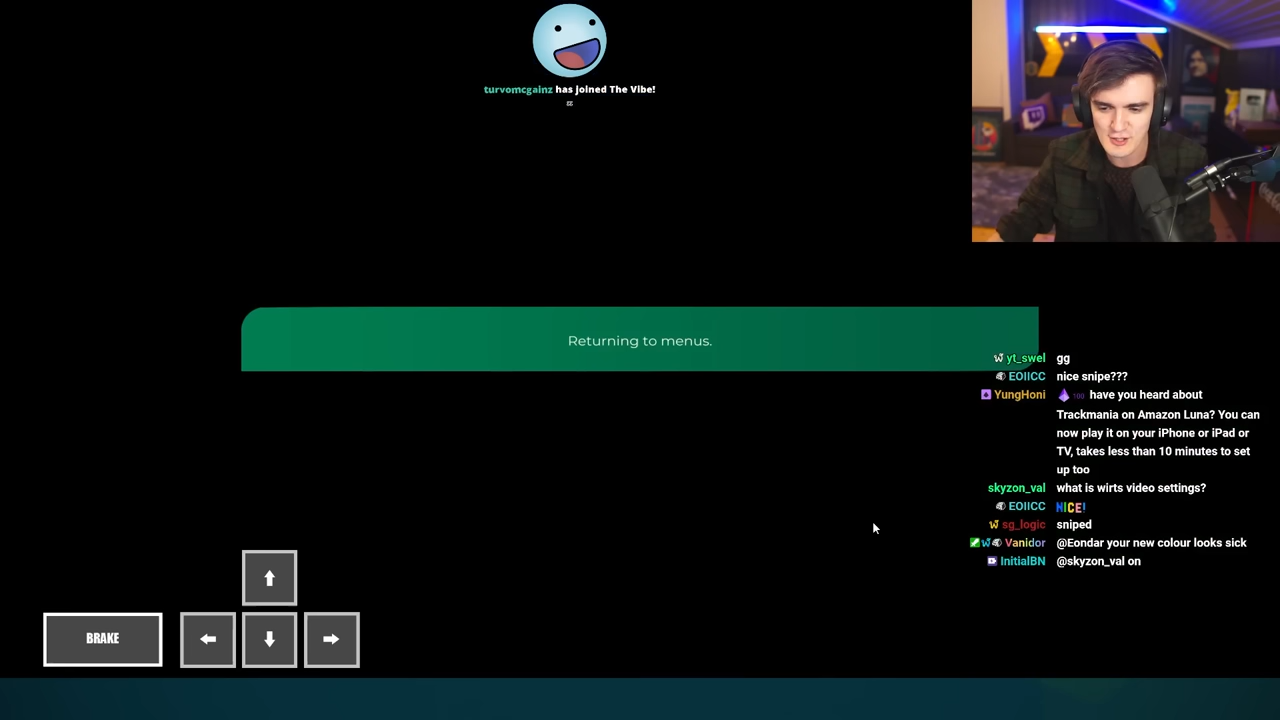 turvomcgainz has joined The Vibe!
Returning to menus.
yt_swel gg
EOIICC nice snipe???
YungHoni 100 have you heard about
Trackmania on Amazon Luna? You can
now play it on your iPhone or iPad or
TV, takes less than 10 minutes to set
up too
skyzon_val what is wirts video settings?
EOIICC NICE!
sg_logic sniped
Vanidor @Eondar your new colour looks sick
InitialBN @skyzon_val on
BRAKE